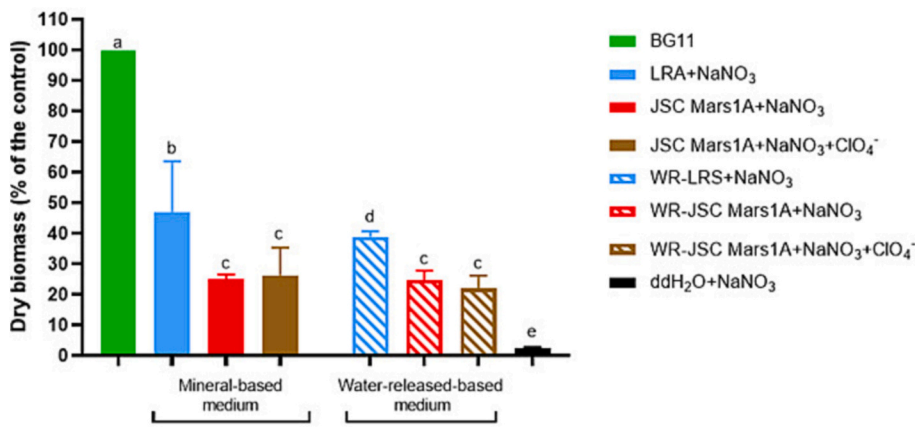 Dry biomass (% of the control)
110
100
90
80
70
60
50
40
30
20
10
0
a
b
c
c
d
c
c
e
Mineral-based
medium
Water-released-based
medium
BG11
LRA+NaNO₃
JSC Mars1A+NaNO₃
JSC Mars1A+NaNO₃+ClO₄⁻
WR-LRS+NaNO₃
WR-JSC Mars1A+NaNO₃
WR-JSC Mars1A+NaNO₃+ClO₄⁻
ddH₂O+NaNO₃